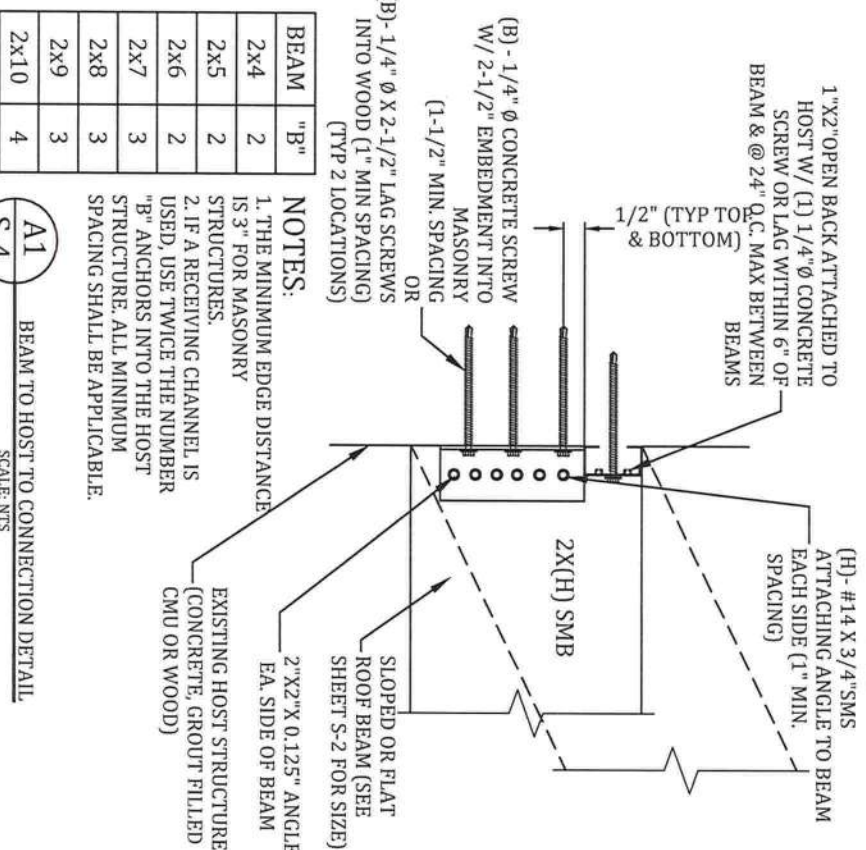 1"X2"OPEN BACK ATTACHED TO
HOST W/ (1) 1/4"Ø CONCRETE
SCREW OR LAG WITHIN 6" OF
BEAM & @ 24" O.C. MAX BETWEEN
BEAMS
(H)- #14 X 3/4"SMS
ATTACHING ANGLE TO BEAM
EACH SIDE (1" MIN.
SPACING)
1/2" (TYP TOP
& BOTTOM)
2X(H) SMB
(B) - 1/4" Ø CONCRETE SCREW
W/ 2-1/2" EMBEDMENT INTO
MASONRY
(1-1/2" MIN. SPACING
OR
B)- 1/4" Ø X 2-1/2" LAG SCREWS
INTO WOOD (1" MIN SPACING)
(TYP 2 LOCATIONS)
SLOPED OR FLAT
ROOF BEAM (SEE
SHEET S-2 FOR SIZE)
2"X2"X 0.125" ANGLE
EA. SIDE OF BEAM
EXISTING HOST STRUCTURE
(CONCRETE, GROUT FILLED
CMU OR WOOD)
BEAM "B"
2x4 2
2x5 2
2x6 2
2x7 3
2x8 3
2x9 3
2x10 4
NOTES:
1. THE MINIMUM EDGE DISTANCE
IS 3" FOR MASONRY
STRUCTURES.
2. IF A RECEIVING CHANNEL IS
USED, USE TWICE THE NUMBER
"B" ANCHORS INTO THE HOST
STRUCTURE. ALL MINIMUM
SPACING SHALL BE APPLICABLE.
A1
BEAM TO HOST TO CONNECTION DETAIL
SCALE: NTS